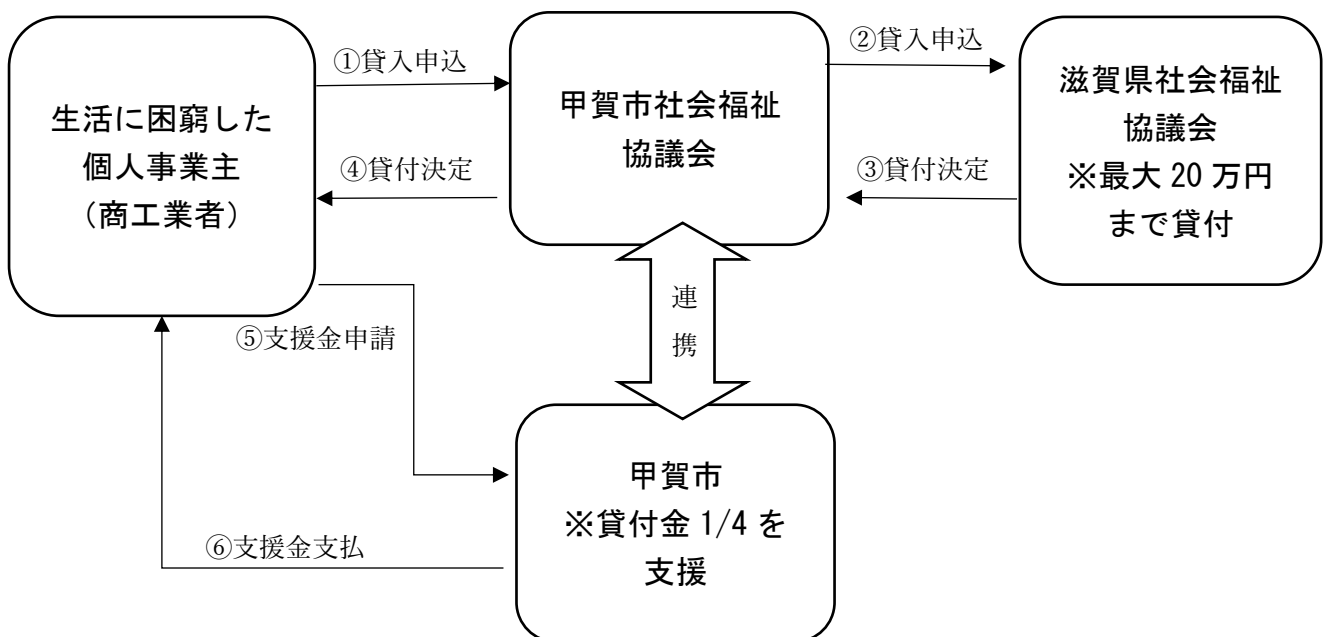 生活に困窮した
個人事業主
（商工業者）
①貸入申込
④貸付決定
甲賀市社会福祉
協議会
②貸入申込
③貸付決定
滋賀県社会福祉
協議会
※最大 20 万円
まで貸付
連
携
⑤支援金申請
⑥支援金支払
甲賀市
※貸付金 1/4 を
支援